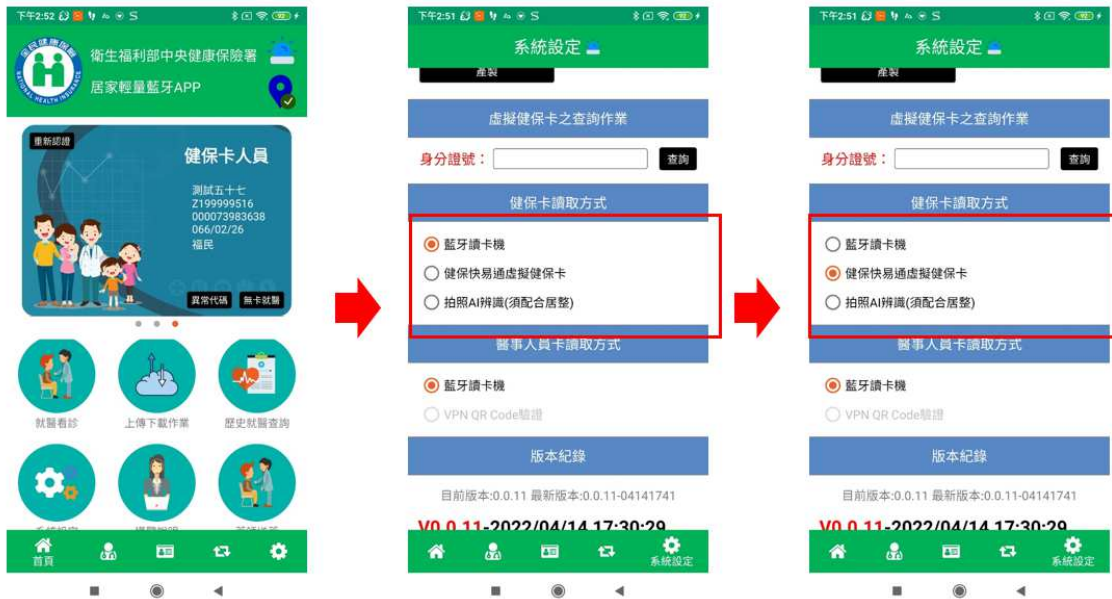 下午2:52
衛生福利部中央健康保險署
居家輕量藍牙APP
全民健康保險
NATIONAL HEALTH INSURANCE
重新認證
健保卡人員
測試五十七
Z199999516
000073983638
066/02/26
福民
異常代碼
無卡就醫
就醫看診
上傳下載作業
歷史就醫查詢
首頁
下午2:51
系統設定
產製
虛擬健保卡之查詢作業
身分證號：
查詢
健保卡讀取方式
藍牙讀卡機
健保快易通虛擬健保卡
拍照AI辨識(須配合居整)
醫事人員卡讀取方式
藍牙讀卡機
VPN QR Code驗證
版本紀錄
目前版本:0.0.11 最新版本:0.0.11-04141741
V0.0.11-2022/04/14 17:30:29
系統設定
下午2:51
系統設定
產製
虛擬健保卡之查詢作業
身分證號：
查詢
健保卡讀取方式
藍牙讀卡機
健保快易通虛擬健保卡
拍照AI辨識(須配合居整)
醫事人員卡讀取方式
藍牙讀卡機
VPN QR Code驗證
版本紀錄
目前版本:0.0.11 最新版本:0.0.11-04141741
V0.0.11-2022/04/14 17:30:29
系統設定